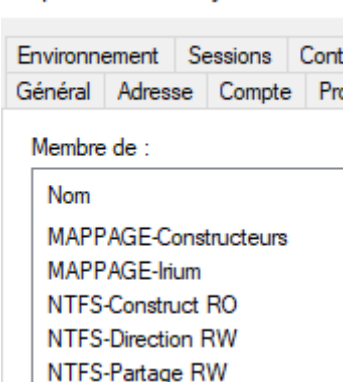 Environnement Sessions
Général Adresse Compte
Membre de :
Nom
MAPPAGE-Constructeurs
MAPPAGE-Irium
NTFS-Construct RO
NTFS-Direction RW
NTFS-Partage RW